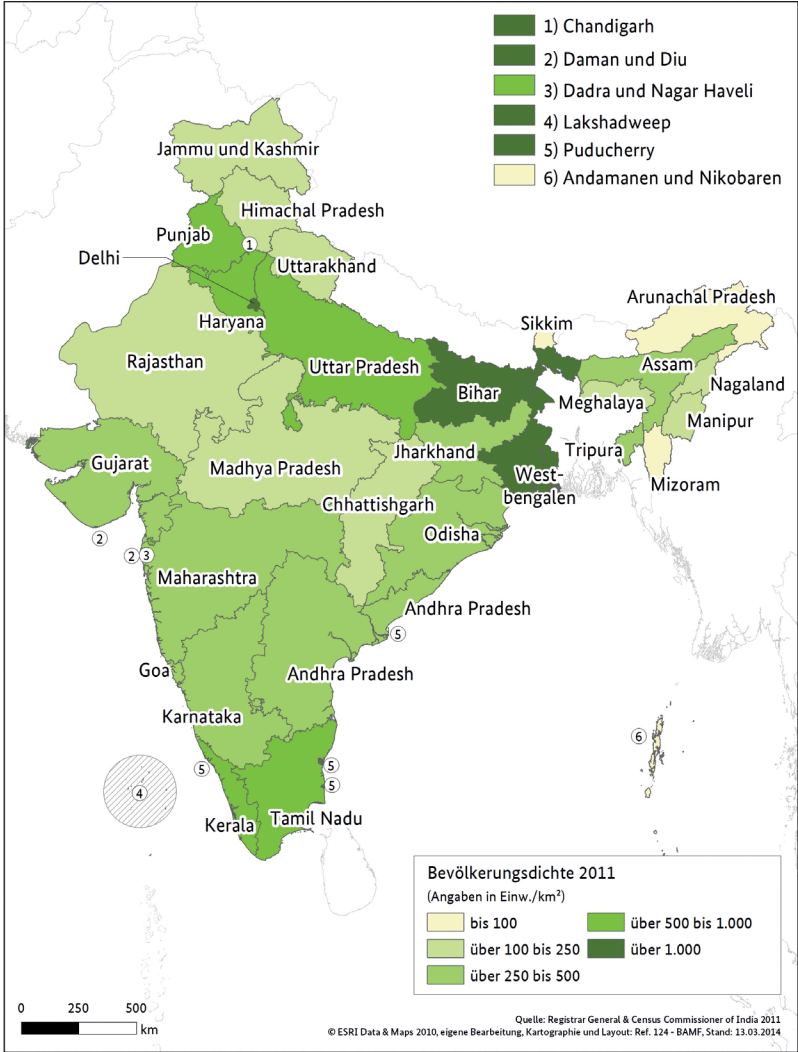 1) Chandigarh
2) Daman und Diu
3) Dadra und Nagar Haveli
4) Lakshadweep
5) Puducherry
6) Andamanen und Nikobaren
Jammu und Kashmir
Himachal Pradesh
Punjab
1
Delhi
Uttarakhand
Haryana
Arunachal Pradesh
Sikkim
Rajasthan
Uttar Pradesh
Assam
Bihar
Nagaland
Meghalaya
Manipur
Jharkhand
Tripura
Gujarat
Madhya Pradesh
West-
bengalen
Mizoram
Chhattishgarh
Odisha
2
2
3
Maharashtra
Andhra Pradesh
5
Goa
Andhra Pradesh
Karnataka
6
5
5
5
4
Kerala
Tamil Nadu
Bevölkerungsdichte 2011
(Angaben in Einw./km²)
bis 100
über 100 bis 250
über 250 bis 500
über 500 bis 1.000
über 1.000
0 250 500
km
Quelle: Registrar General & Census Commissioner of India 2011
© ESRI Data & Maps 2010, eigene Bearbeitung, Kartographie und Layout: Ref. 124 - BAMF, Stand: 13.03.2014